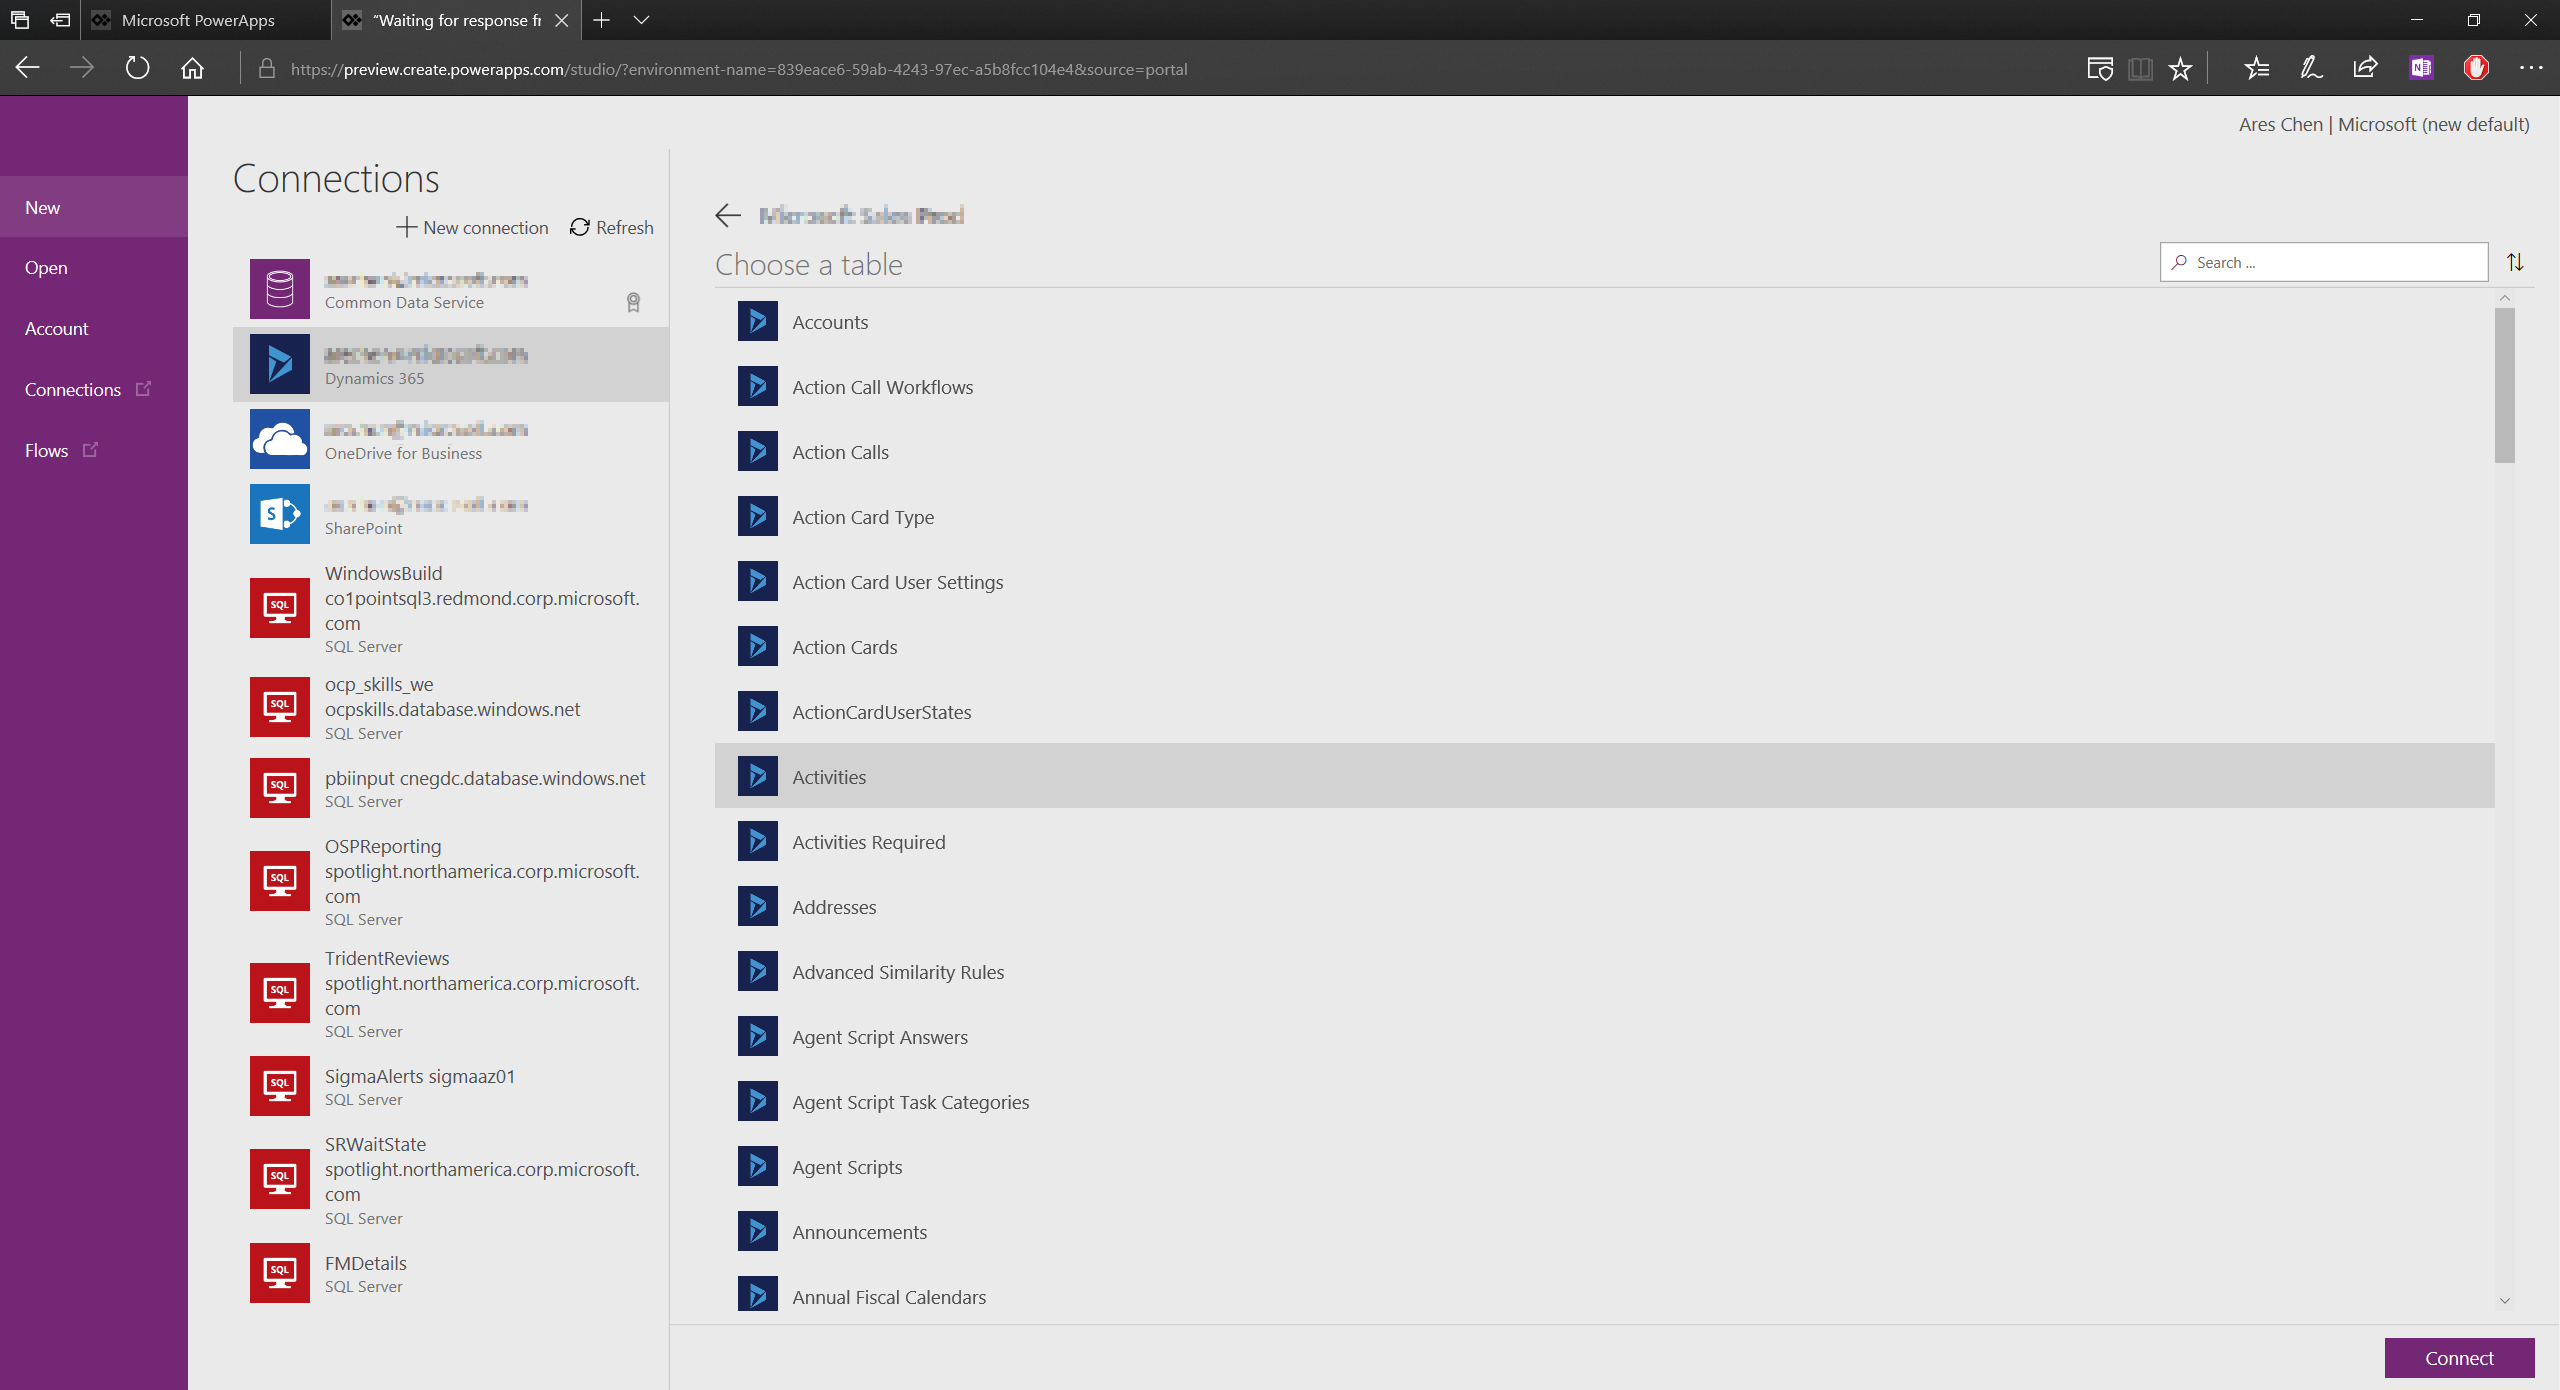 Microsoft PowerApps
"Waiting for response fr
https://preview.create.powerapps.com/studio/?environment-name=839eace6-59ab-4243-97ec-a5b8fcc104e4&source=portal
Ares Chen | Microsoft (new default)
New
Open
Account
Connections
Flows
Connections
New connection
Refresh
Common Data Service
Dynamics 365
OneDrive for Business
SharePoint
WindowsBuild
co1pointsql3.redmond.corp.microsoft.
com
SQL Server
ocp_skills_we
ocpskills.database.windows.net
SQL Server
pbiinput cnegdc.database.windows.net
SQL Server
OSPReporting
spotlight.northamerica.corp.microsoft.
com
SQL Server
TridentReviews
spotlight.northamerica.corp.microsoft.
com
SQL Server
SigmaAlerts sigmaaz01
SQL Server
SRWaitState
spotlight.northamerica.corp.microsoft.
com
SQL Server
FMDetails
SQL Server
Choose a table
Search ...
Accounts
Action Call Workflows
Action Calls
Action Card Type
Action Card User Settings
Action Cards
ActionCardUserStates
Activities
Activities Required
Addresses
Advanced Similarity Rules
Agent Script Answers
Agent Script Task Categories
Agent Scripts
Announcements
Annual Fiscal Calendars
Connect